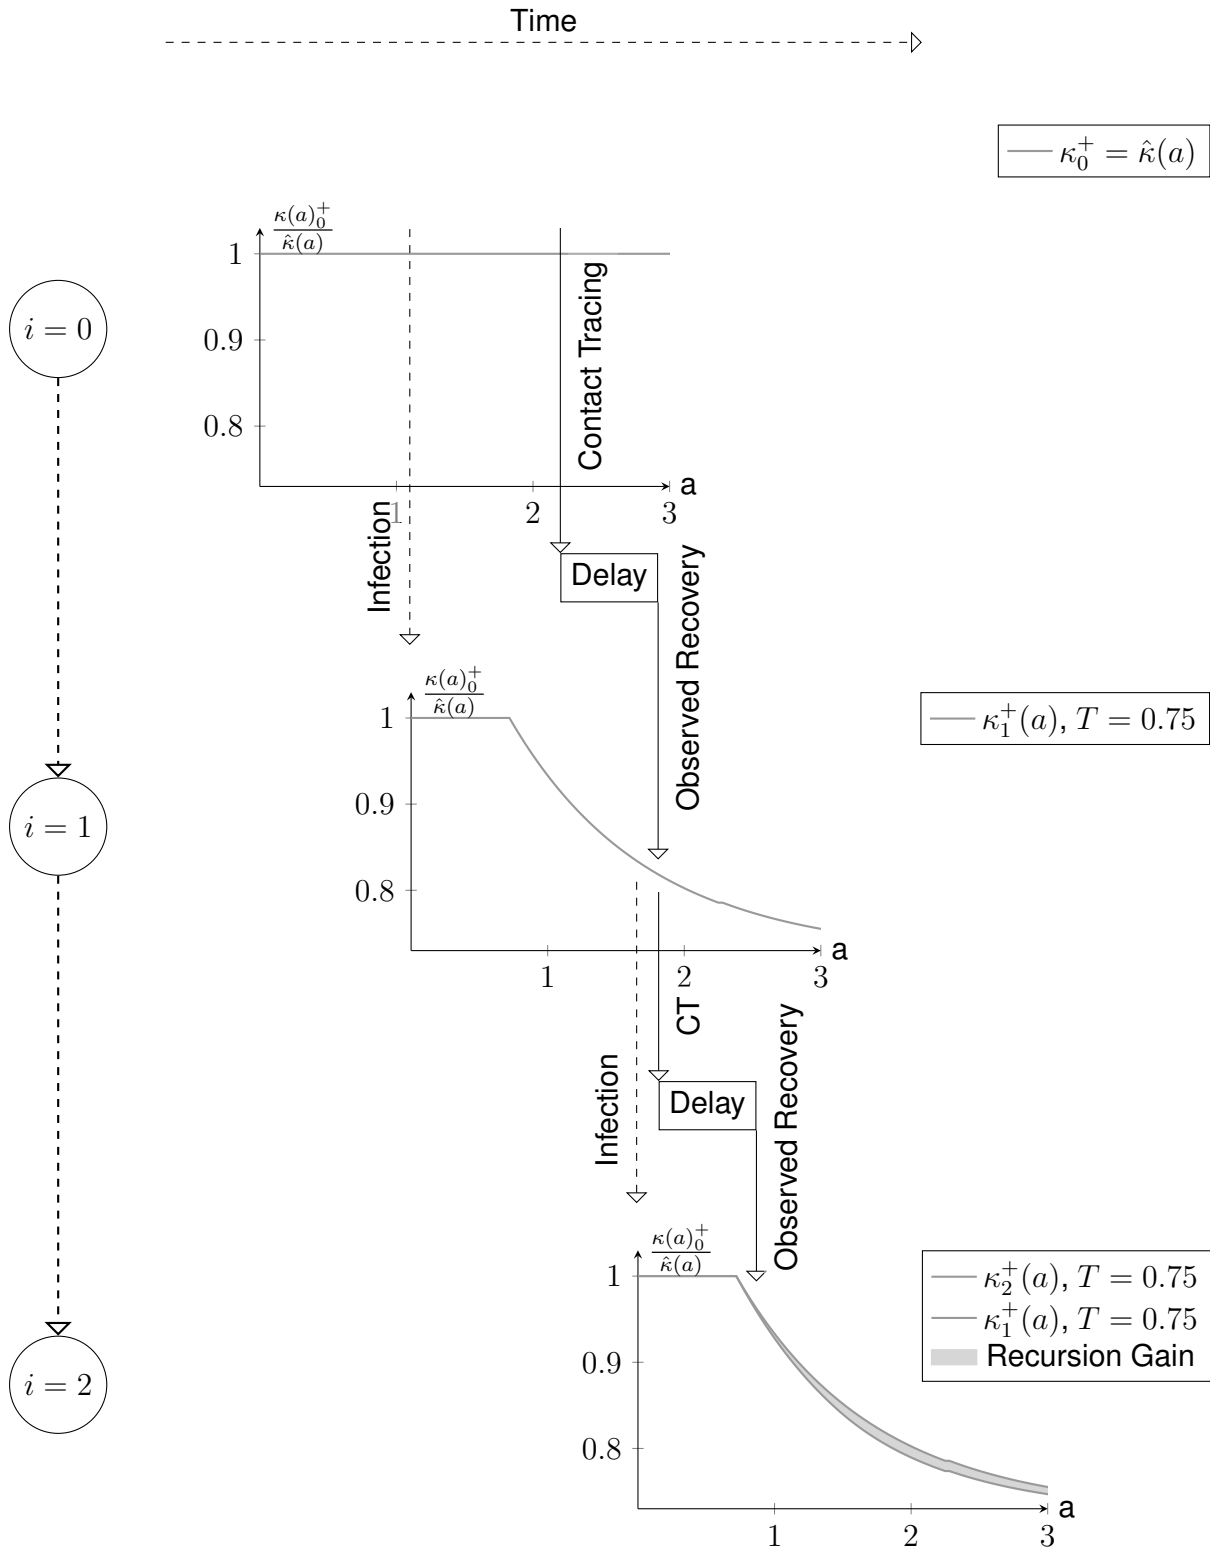 Time
κ₀⁺ = κ̂(a)
κ(a)₀⁺
κ̂(a)
1
0.9
0.8
i = 0
Contact Tracing
a
1
2
3
Infection
Delay
Observed Recovery
κ(a)₀⁺
κ̂(a)
1
0.9
0.8
κ₁⁺(a), T = 0.75
i = 1
a
1
2
3
CT
Infection
Delay
Observed Recovery
κ(a)₀⁺
κ̂(a)
1
0.9
0.8
κ₂⁺(a), T = 0.75
κ₁⁺(a), T = 0.75
Recursion Gain
i = 2
a
1
2
3